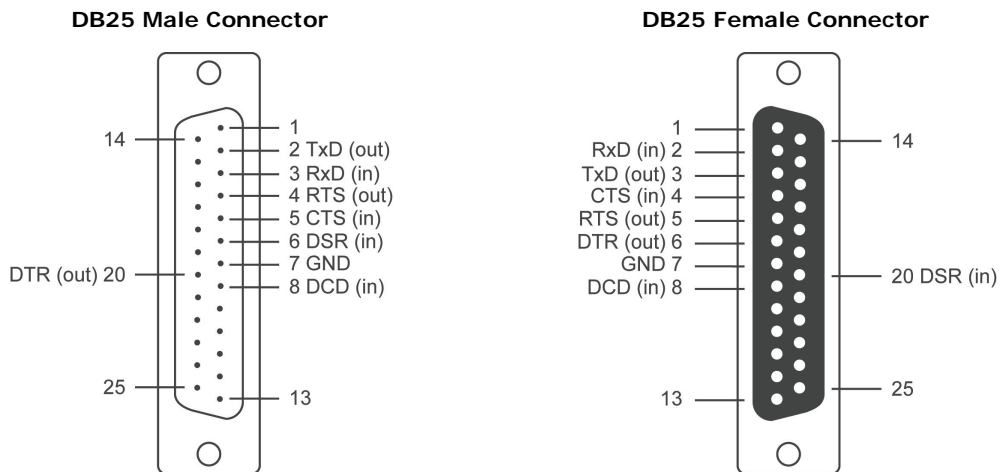 DB25 Male Connector
14
1
2 TxD (out)
3 RxD (in)
4 RTS (out)
5 CTS (in)
6 DSR (in)
7 GND
8 DCD (in)
DTR (out) 20
25
13
DB25 Female Connector
1
RxD (in) 2
TxD (out) 3
CTS (in) 4
RTS (out) 5
DTR (out) 6
GND 7
DCD (in) 8
13
14
20 DSR (in)
25